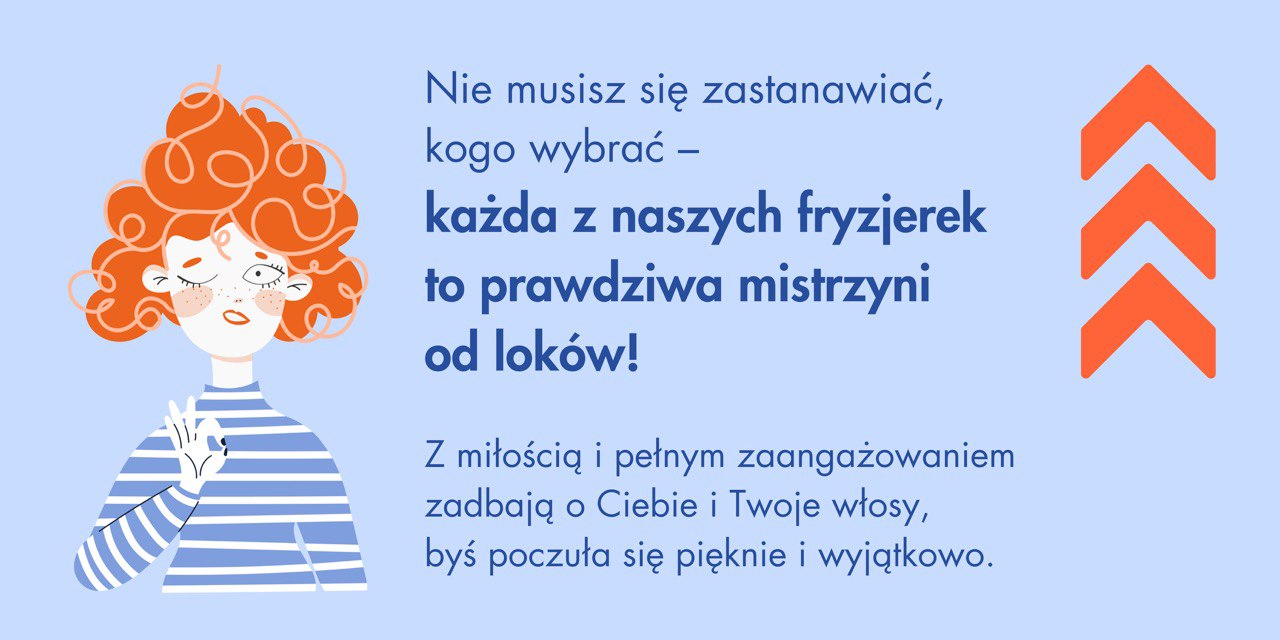 Nie musisz się zastanawiać,
kogo wybrać –
każda z naszych fryzjerek
to prawdziwa mistrzyni
od loków!
Z miłością i pełnym zaangażowaniem
zadbają o Ciebie i Twoje włosy,
byś poczuła się pięknie i wyjątkowo.